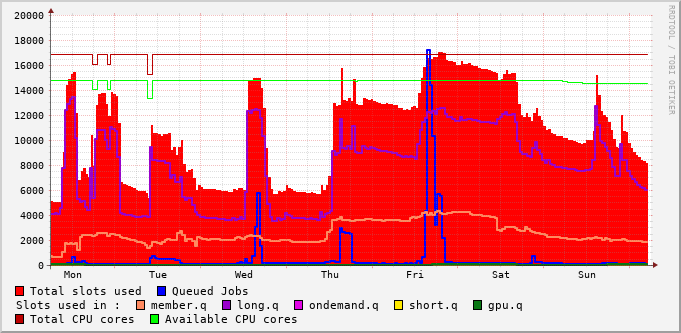 20000
18000
16000
14000
12000
10000
8000
6000
4000
2000
0
Mon Tue Wed Thu Fri Sat Sun
RRDTOOL / TOBI OETIKER
Total slots used Queued Jobs
Slots used in : member.q long.q ondemand.q short.q gpu.q
Total CPU cores Available CPU cores